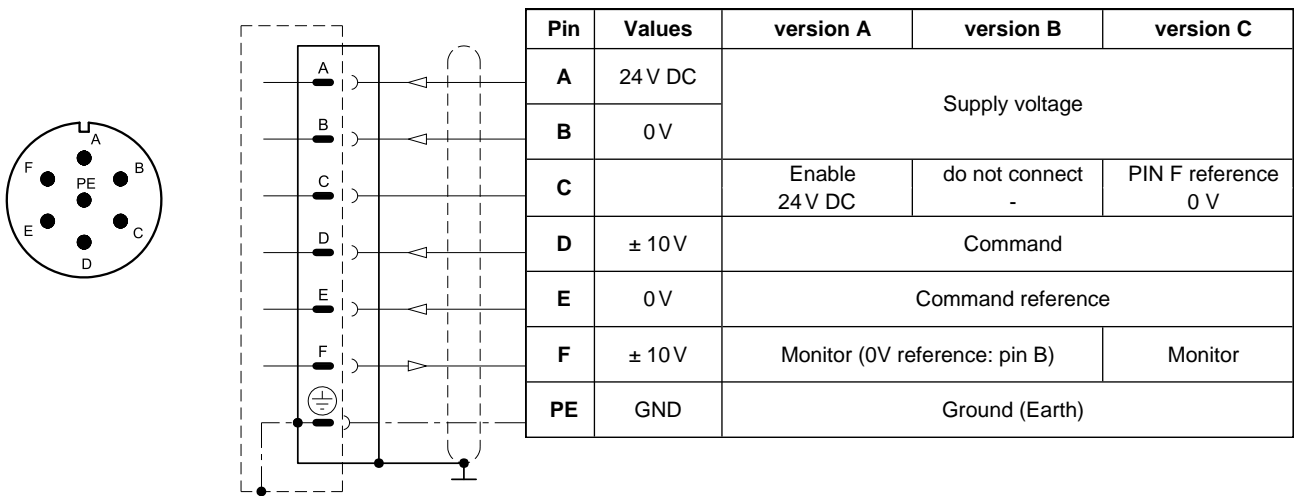 A
F
B
PE
E
C
D
A
B
C
D
E
F
Pin Values version A version B version C
A 24 V DC Supply voltage
B 0 V
C Enable do not connect PIN F reference
24 V DC - 0 V
D ± 10 V Command
E 0 V Command reference
F ± 10 V Monitor (0V reference: pin B) Monitor
PE GND Ground (Earth)